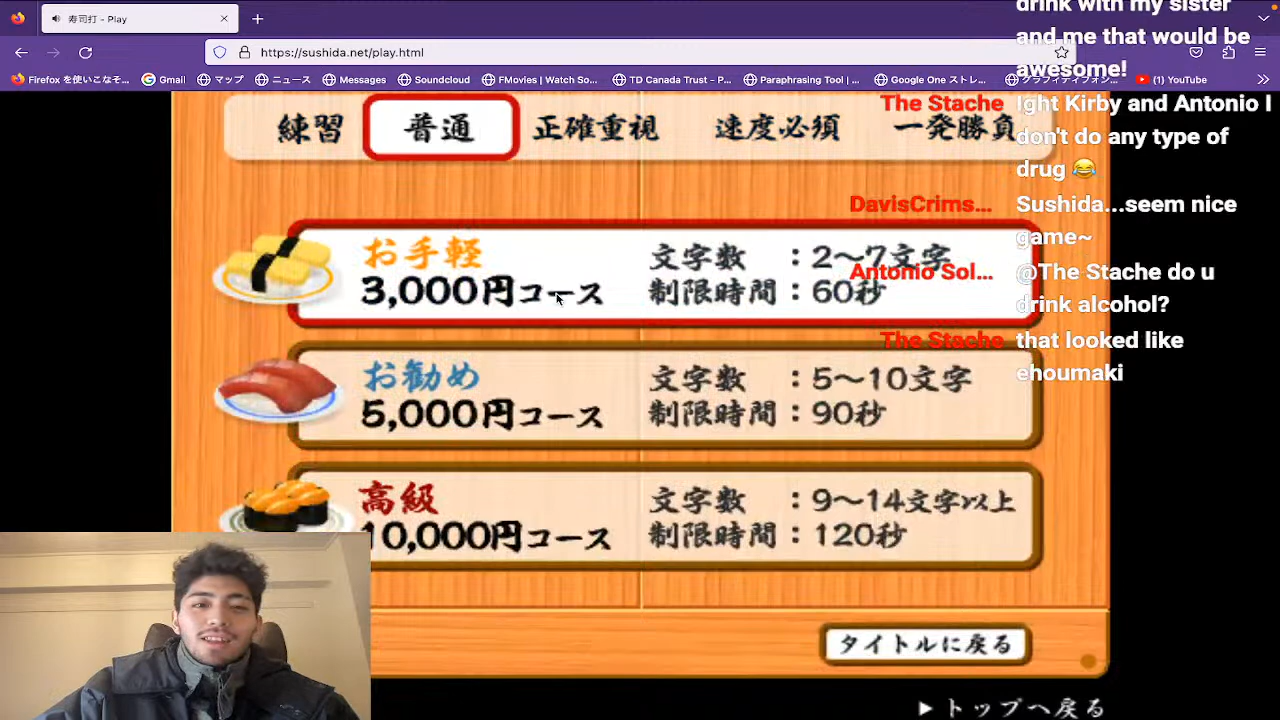 寿司打 - Play
https://sushida.net/play.html
Firefox を使いこなそ...
Gmail
マップ
ニュース
Messages
Soundcloud
FMovies | Watch So...
TD Canada Trust – P...
Paraphrasing Tool | ...
Google One ストレ...
グラフィティフォン...
(1) YouTube
練習
普通
正確重視
速度必須
一発勝負
お手軽
3,000円コース
文字数 :2～7文字
制限時間:60秒
お勧め
5,000円コース
文字数 :5～10文字
制限時間:90秒
高級
10,000円コース
文字数 :9～14文字以上
制限時間:120秒
タイトルに戻る
▶トップへ戻る
drink with my sister
and me that would be
awesome!
The Stache Ight Kirby and Antonio I
don't do any type of
drug 😂
DavisCrims... Sushida...seem nice
game~
Antonio Sol... @The Stache do u
drink alcohol?
The Stache that looked like
ehoumaki